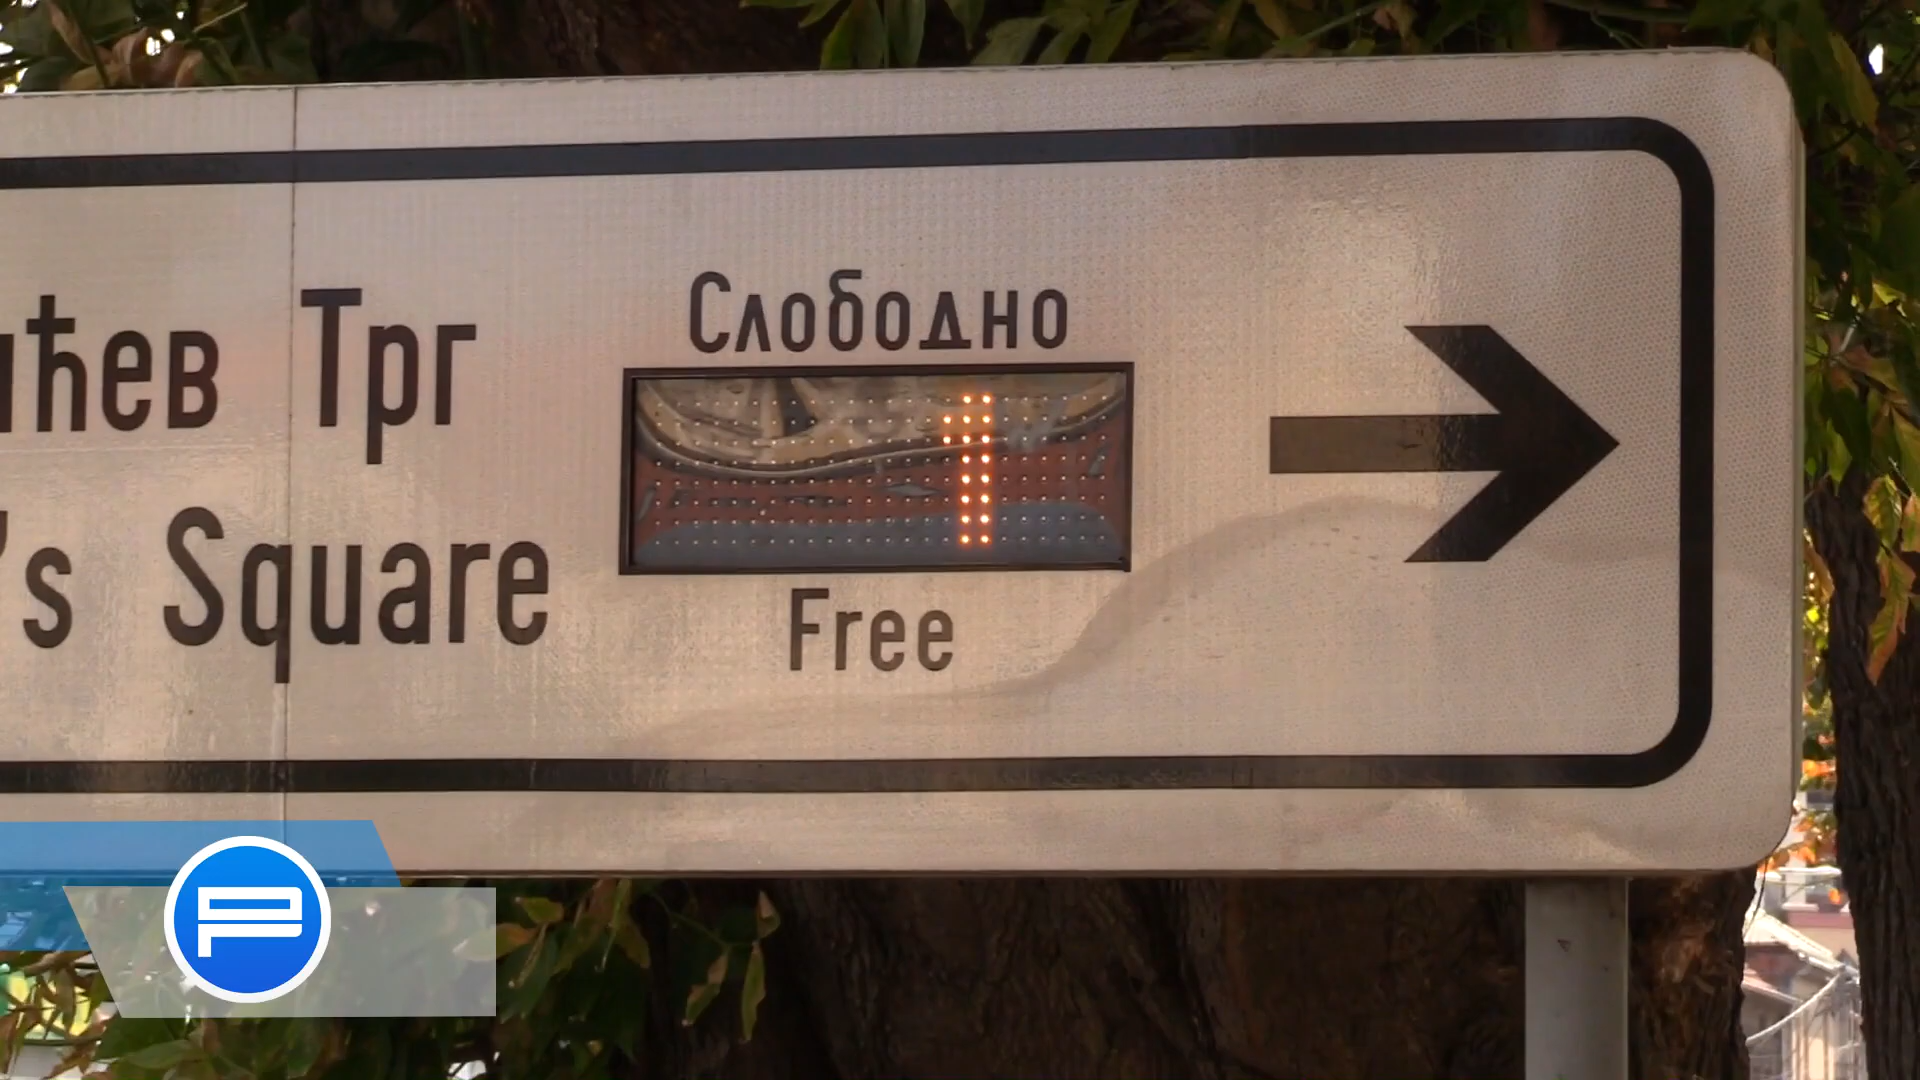 ићев Трг
's Square
Слободно
1
Free